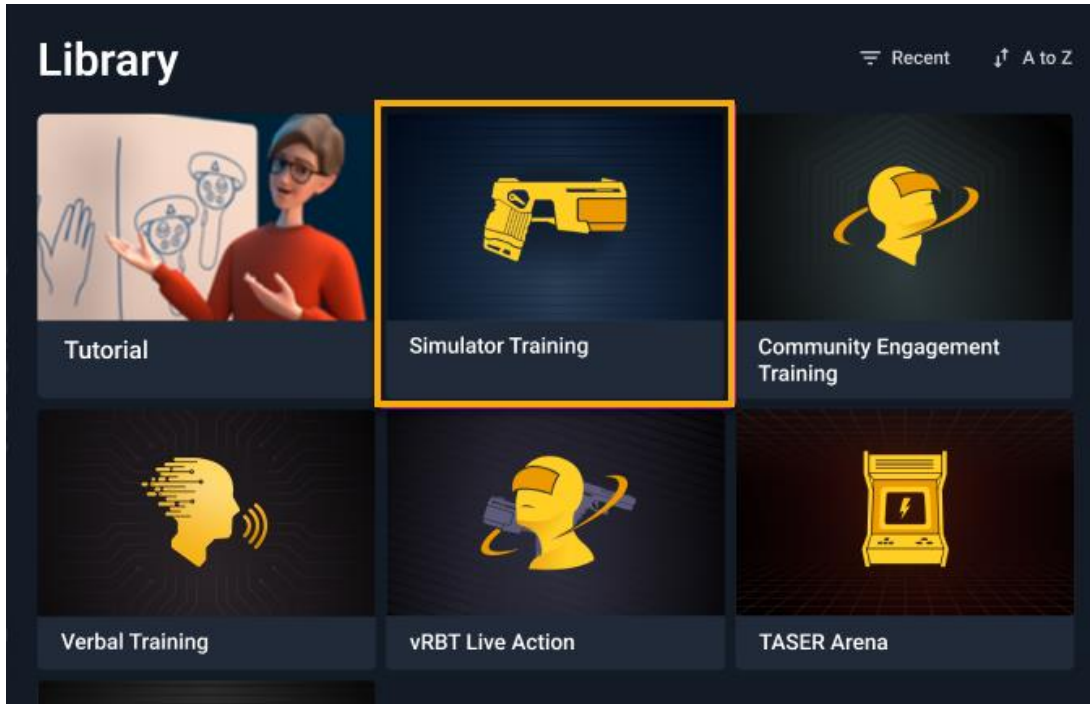 Library
Recent
A to Z
Tutorial
Simulator Training
Community Engagement
Training
Verbal Training
vRBT Live Action
TASER Arena